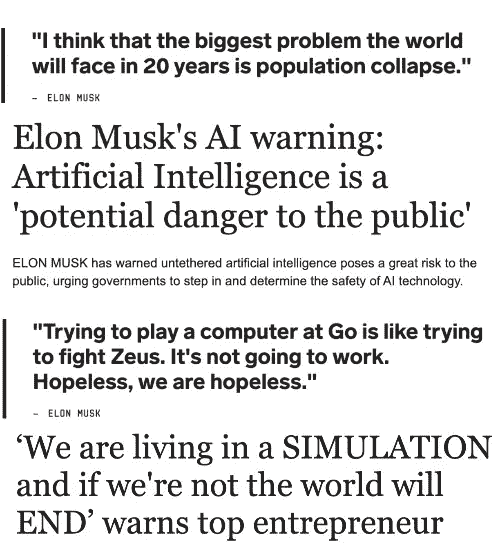 "I think that the biggest problem the world
will face in 20 years is population collapse."
– ELON MUSK
Elon Musk's AI warning:
Artificial Intelligence is a
'potential danger to the public'
ELON MUSK has warned untethered artificial intelligence poses a great risk to the
public, urging governments to step in and determine the safety of AI technology.
"Trying to play a computer at Go is like trying
to fight Zeus. It's not going to work.
Hopeless, we are hopeless."
– ELON MUSK
‘We are living in a SIMULATION
and if we're not the world will
END’ warns top entrepreneur